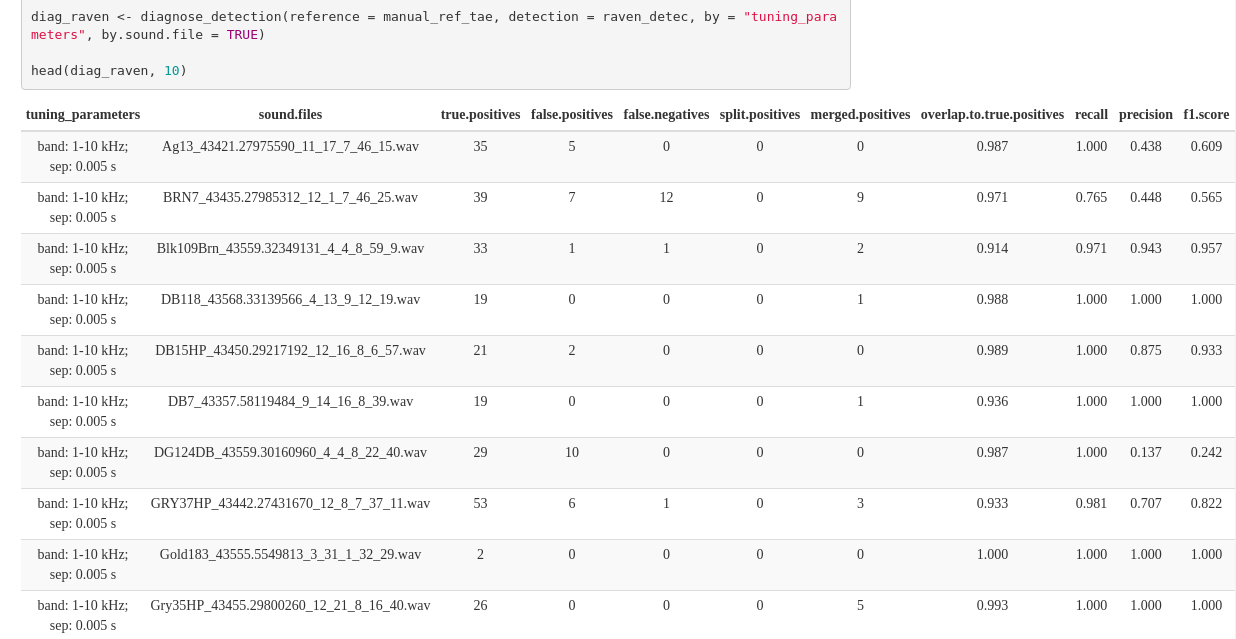 diag_raven <- diagnose_detection(reference = manual_ref_tae, detection = raven_detec, by = "tuning_para
meters", by.sound.file = TRUE)
head(diag_raven, 10)
tuning_parameters sound.files true.positives false.positives false.negatives split.positives merged.positives overlap.to.true.positives recall precision f1.score
band: 1-10 kHz; Ag13_43421.27975590_11_17_7_46_15.wav 35 5 0 0 0 0.987 1.000 0.438 0.609
sep: 0.005 s
band: 1-10 kHz; BRN7_43435.27985312_12_1_7_46_25.wav 39 7 12 0 9 0.971 0.765 0.448 0.565
sep: 0.005 s
band: 1-10 kHz; Blk109Brn_43559.32349131_4_4_8_59_9.wav 33 1 1 0 2 0.914 0.971 0.943 0.957
sep: 0.005 s
band: 1-10 kHz; DB118_43568.33139566_4_13_9_12_19.wav 19 0 0 0 1 0.988 1.000 1.000 1.000
sep: 0.005 s
band: 1-10 kHz; DB15HP_43450.29217192_12_16_8_6_57.wav 21 2 0 0 0 0.989 1.000 0.875 0.933
sep: 0.005 s
band: 1-10 kHz; DB7_43357.58119484_9_14_16_8_39.wav 19 0 0 0 1 0.936 1.000 1.000 1.000
sep: 0.005 s
band: 1-10 kHz; DG124DB_43559.30160960_4_4_8_22_40.wav 29 10 0 0 0 0.987 1.000 0.137 0.242
sep: 0.005 s
band: 1-10 kHz; GRY37HP_43442.27431670_12_8_7_37_11.wav 53 6 1 0 3 0.933 0.981 0.707 0.822
sep: 0.005 s
band: 1-10 kHz; Gold183_43555.5549813_3_31_1_32_29.wav 2 0 0 0 0 1.000 1.000 1.000 1.000
sep: 0.005 s
band: 1-10 kHz; Gry35HP_43455.29800260_12_21_8_16_40.wav 26 0 0 0 5 0.993 1.000 1.000 1.000
sep: 0.005 s